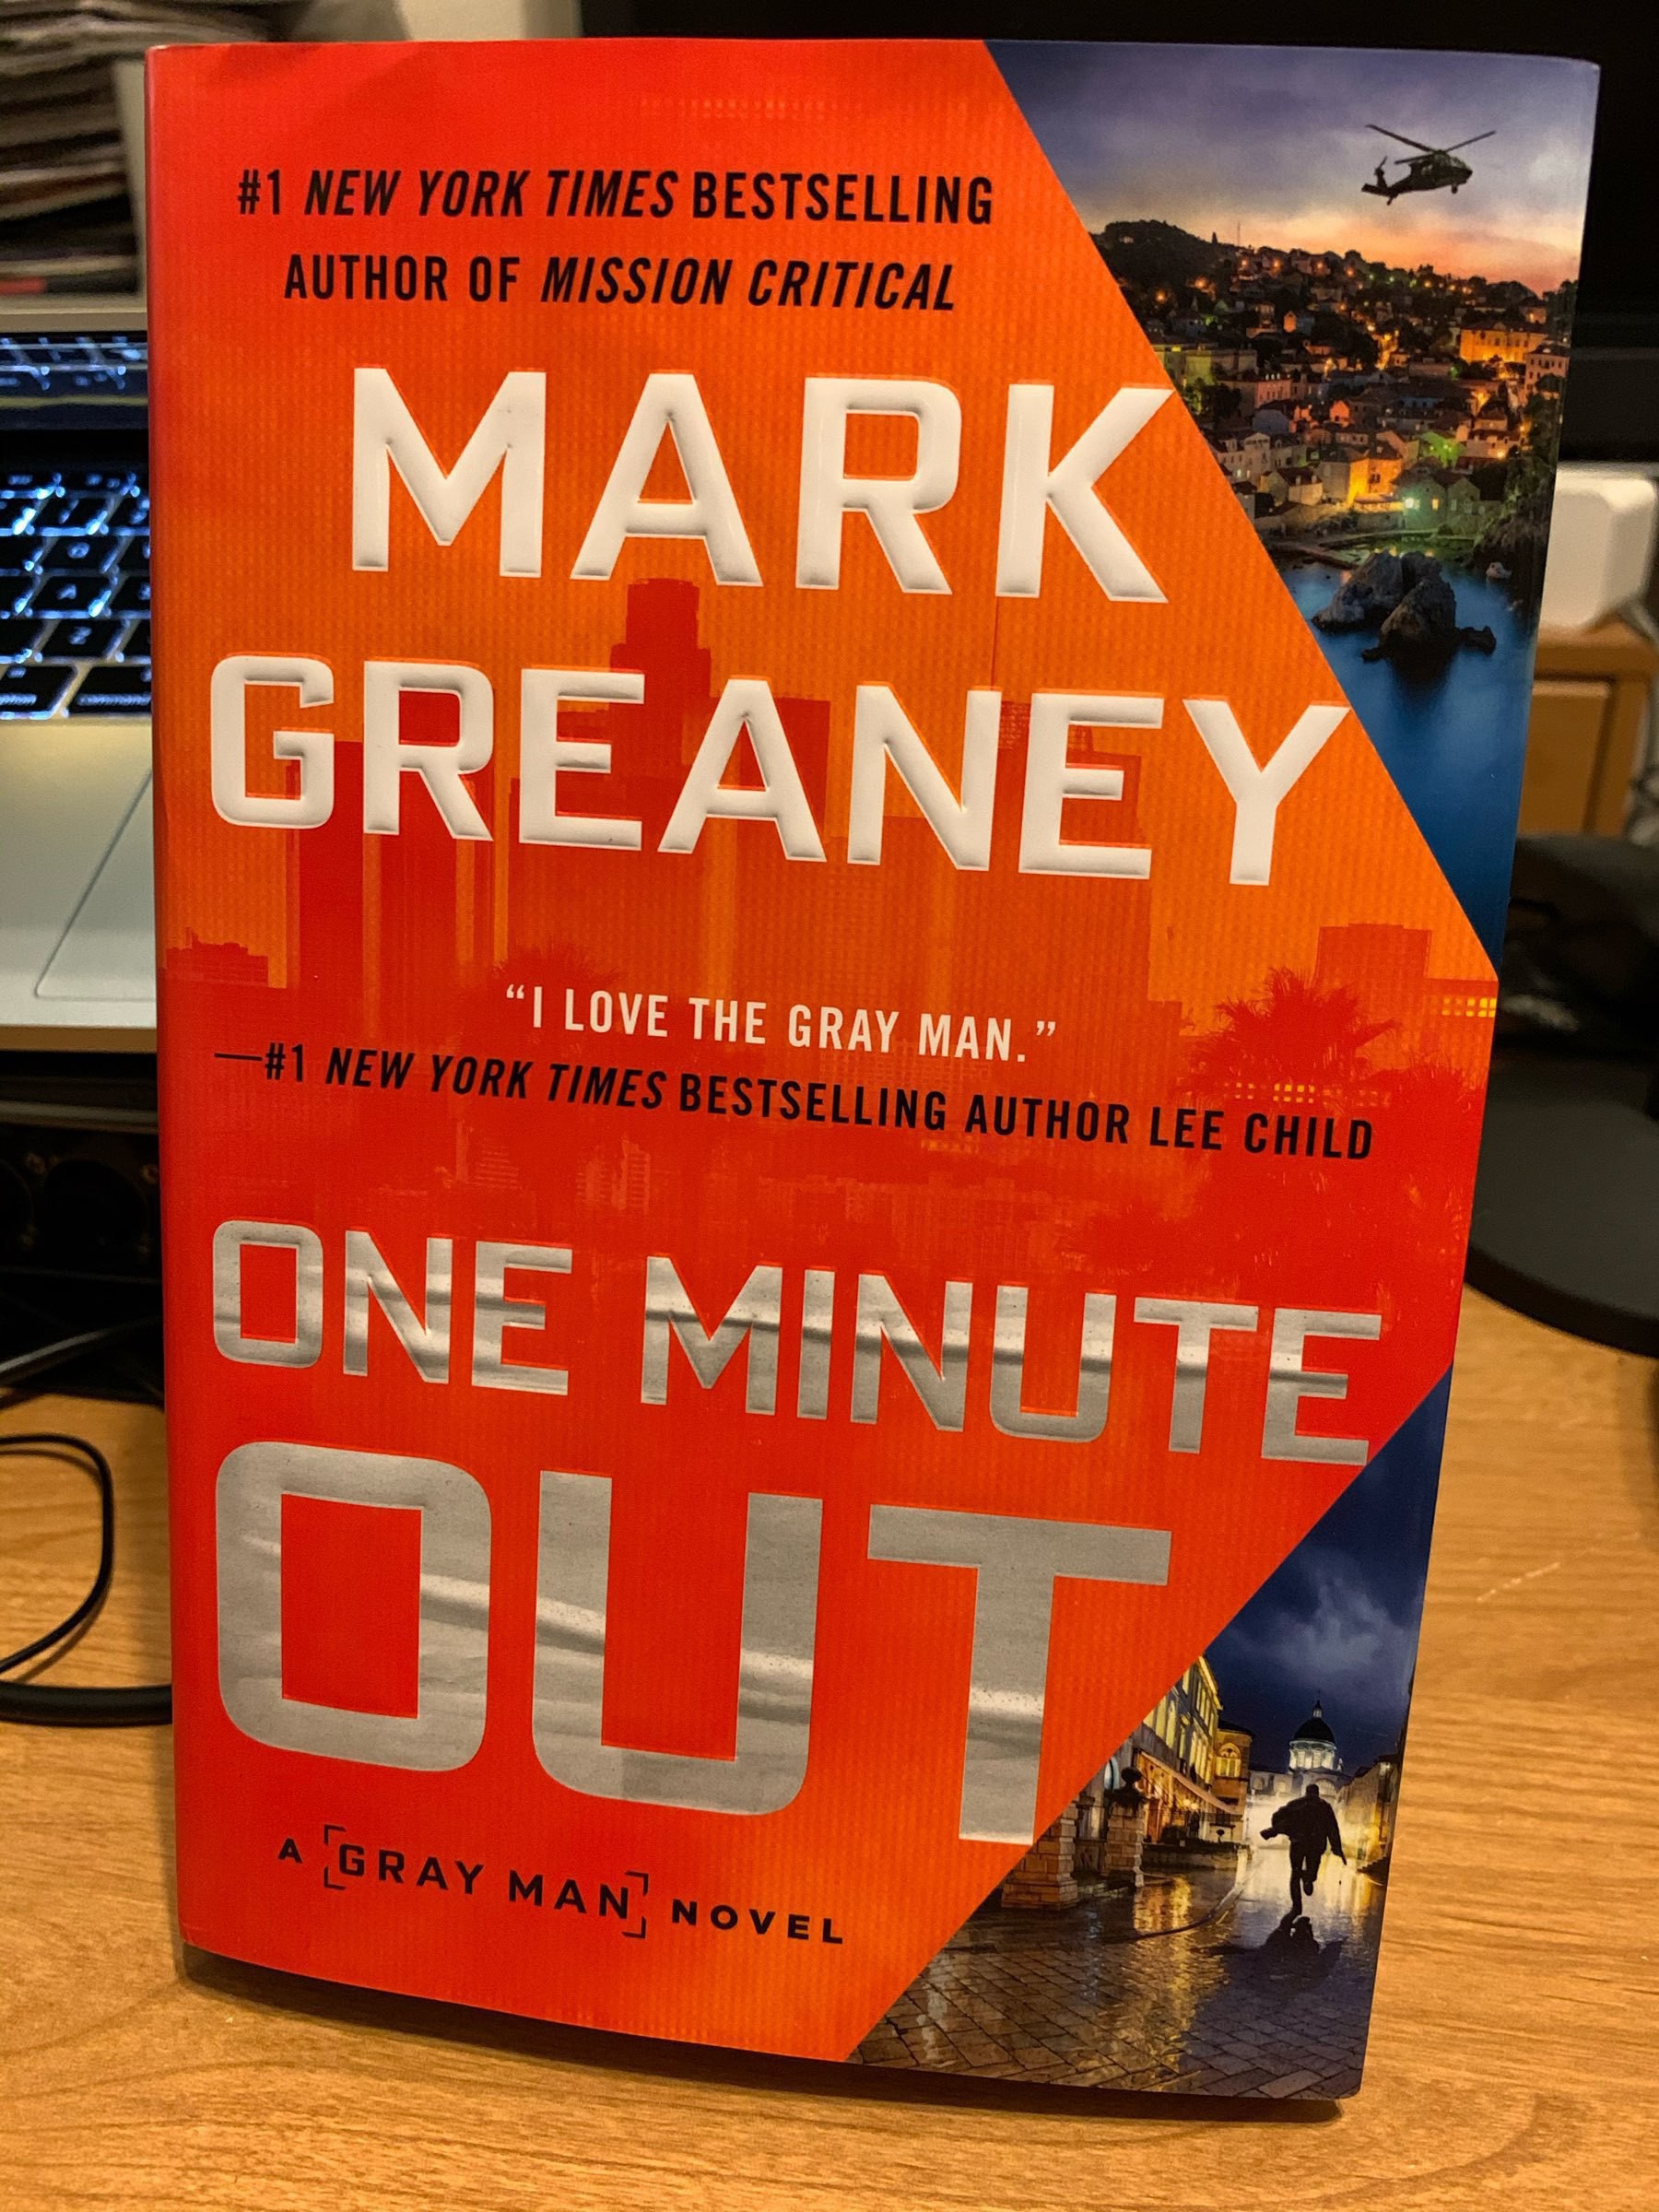 #1 NEW YORK TIMES BESTSELLING
AUTHOR OF MISSION CRITICAL
MARK
GREANEY
“I LOVE THE GRAY MAN.”
—#1 NEW YORK TIMES BESTSELLING AUTHOR LEE CHILD
ONE MINUTE
OUT
A GRAY MAN NOVEL